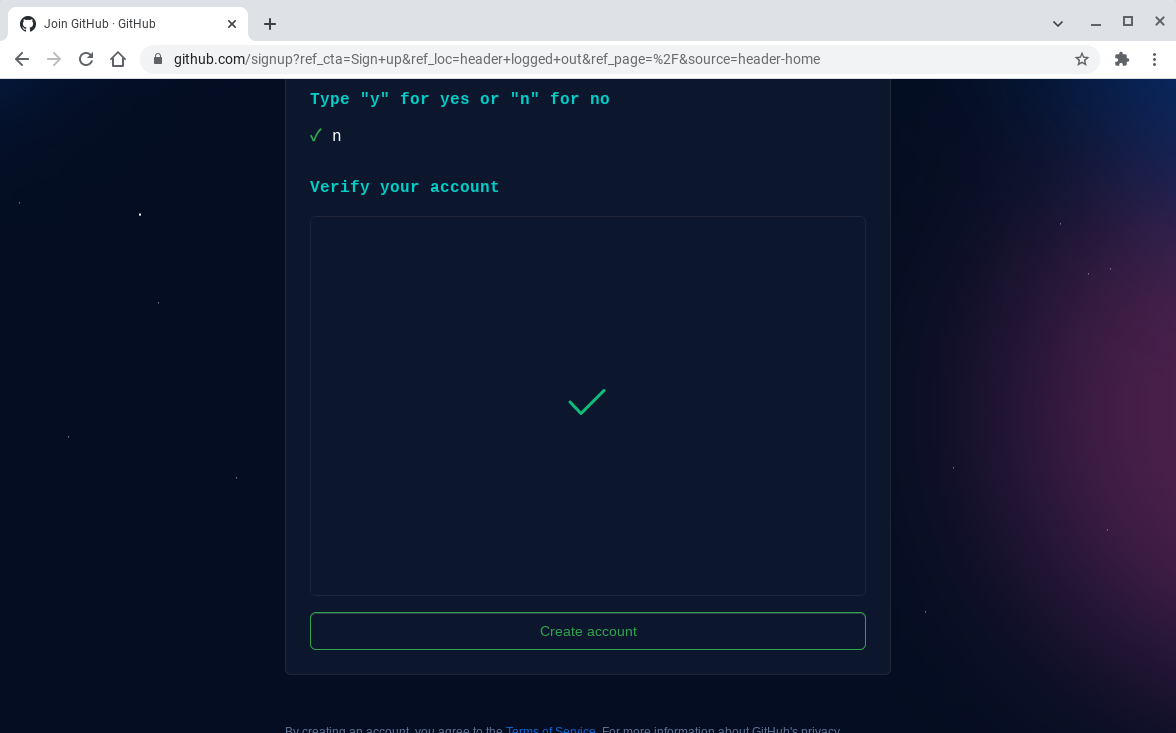 Join GitHub · GitHub
github.com/signup?ref_cta=Sign+up&ref_loc=header+logged+out&ref_page=%2F&source=header-home
Type "y" for yes or "n" for no
✓ n
Verify your account
Create account
By creating an account, you agree to the Terms of Service. For more information about GitHub's privacy